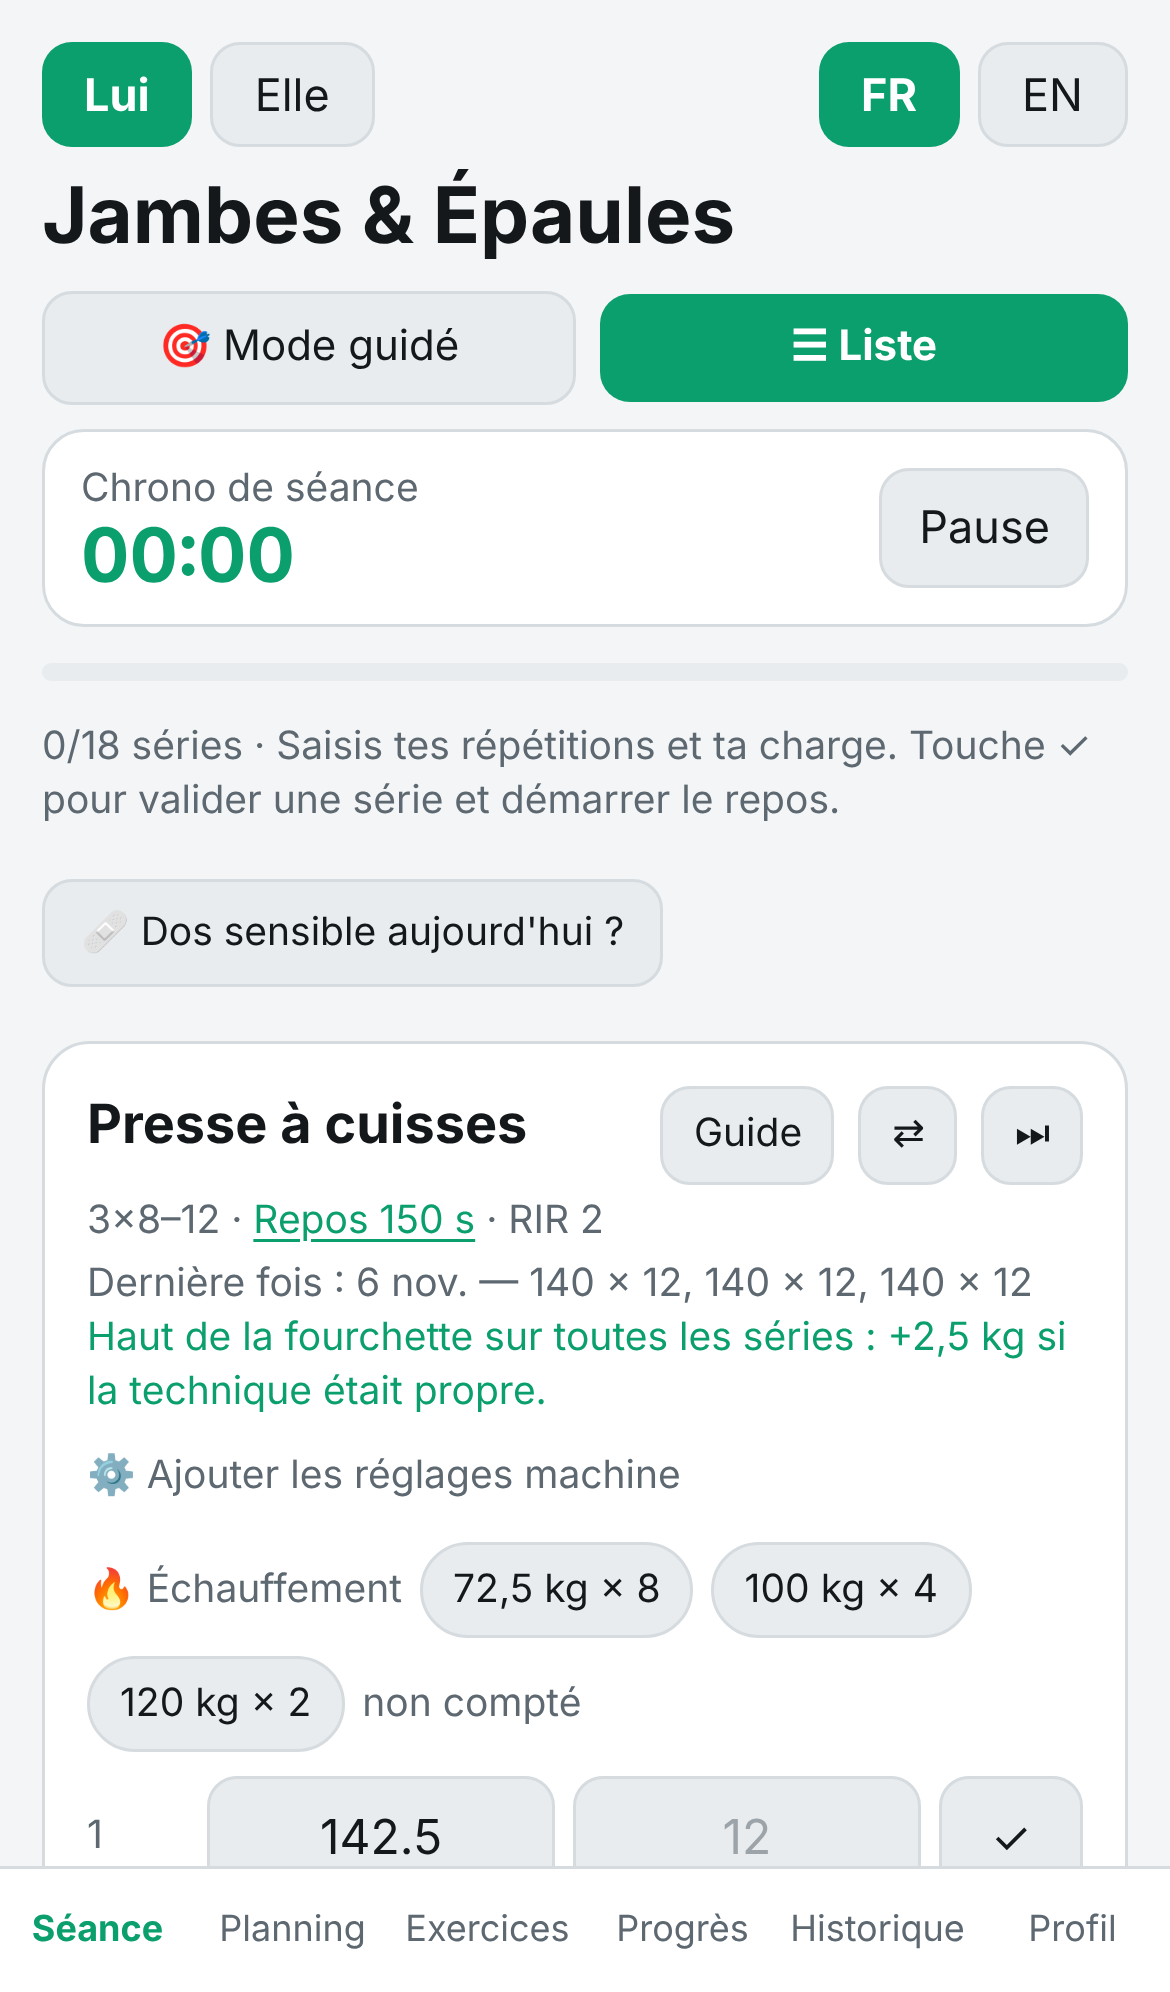 Lui Elle FR EN
Jambes & Épaules
🎯 Mode guidé ☰ Liste
Chrono de séance
00:00
Pause
0/18 séries · Saisis tes répétitions et ta charge. Touche ✓
pour valider une série et démarrer le repos.
🩹 Dos sensible aujourd'hui ?
Presse à cuisses Guide ⇄ ⏭
3×8–12 · Repos 150 s · RIR 2
Dernière fois : 6 nov. — 140 × 12, 140 × 12, 140 × 12
Haut de la fourchette sur toutes les séries : +2,5 kg si
la technique était propre.
⚙️ Ajouter les réglages machine
🔥 Échauffement 72,5 kg × 8 100 kg × 4
120 kg × 2 non compté
1 142.5 12 ✓
Séance Planning Exercices Progrès Historique Profil